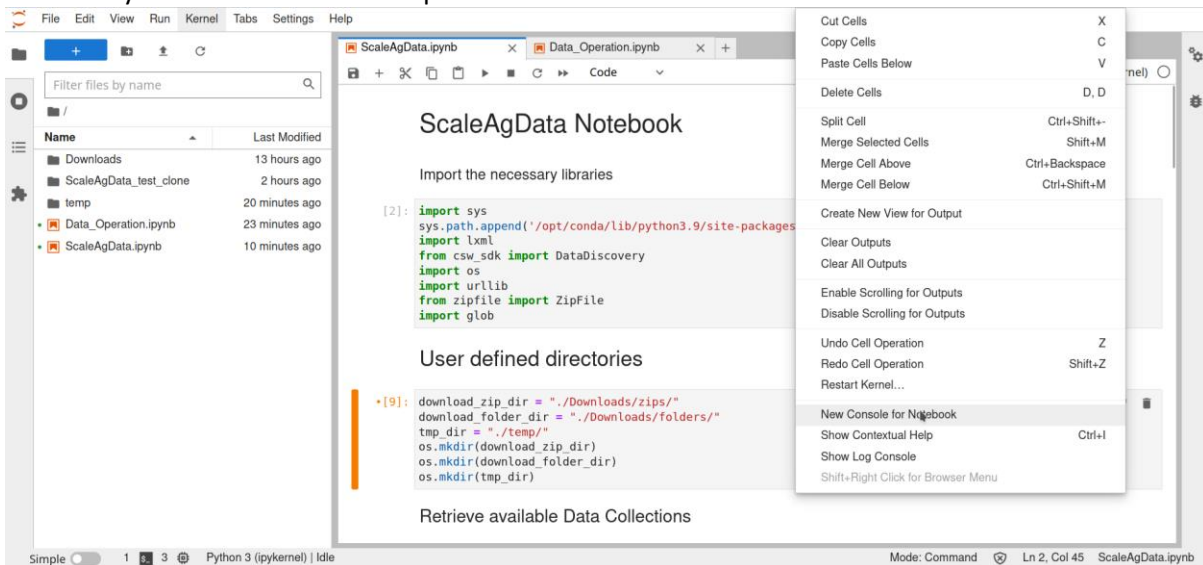 File Edit View Run Kernel Tabs Settings Help
Filter files by name
/
Name Last Modified
Downloads 13 hours ago
ScaleAgData_test_clone 2 hours ago
temp 20 minutes ago
Data_Operation.ipynb 23 minutes ago
ScaleAgData.ipynb 10 minutes ago
ScaleAgData.ipynb Data_Operation.ipynb
Code
nel)
ScaleAgData Notebook
Import the necessary libraries
[2]: import sys
sys.path.append('/opt/conda/lib/python3.9/site-packages
import lxml
from csw_sdk import DataDiscovery
import os
import urllib
from zipfile import ZipFile
import glob
User defined directories
[9]: download_zip_dir = "./Downloads/zips/"
download_folder_dir = "./Downloads/folders/"
tmp_dir = "./temp/"
os.mkdir(download_zip_dir)
os.mkdir(download_folder_dir)
os.mkdir(tmp_dir)
Retrieve available Data Collections
Cut Cells X
Copy Cells C
Paste Cells Below V
Delete Cells D, D
Split Cell Ctrl+Shift+-
Merge Selected Cells Shift+M
Merge Cell Above Ctrl+Backspace
Merge Cell Below Ctrl+Shift+M
Create New View for Output
Clear Outputs
Clear All Outputs
Enable Scrolling for Outputs
Disable Scrolling for Outputs
Undo Cell Operation Z
Redo Cell Operation Shift+Z
Restart Kernel…
New Console for Notebook
Show Contextual Help Ctrl+I
Show Log Console
Shift+Right Click for Browser Menu
Simple 1 3 Python 3 (ipykernel) | Idle Mode: Command Ln 2, Col 45 ScaleAgData.ipynb